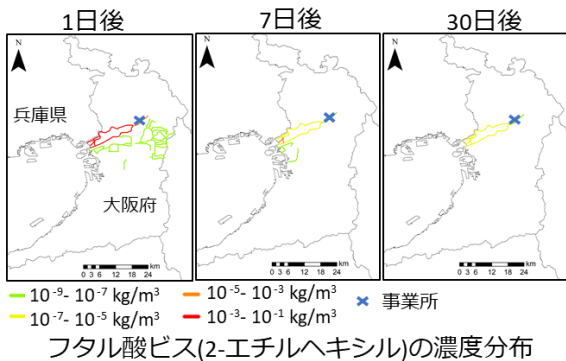 1日後
7日後
30日後
N
N
N
兵庫県
大阪府
km
0 3 6 12 18 24
km
0 3 6 12 18 24
km
0 3 6 12 18 24
10⁻⁹- 10⁻⁷ kg/m³
10⁻⁵- 10⁻³ kg/m³
事業所
10⁻⁷- 10⁻⁵ kg/m³
10⁻³- 10⁻¹ kg/m³
フタル酸ビス(2-エチルヘキシル)の濃度分布